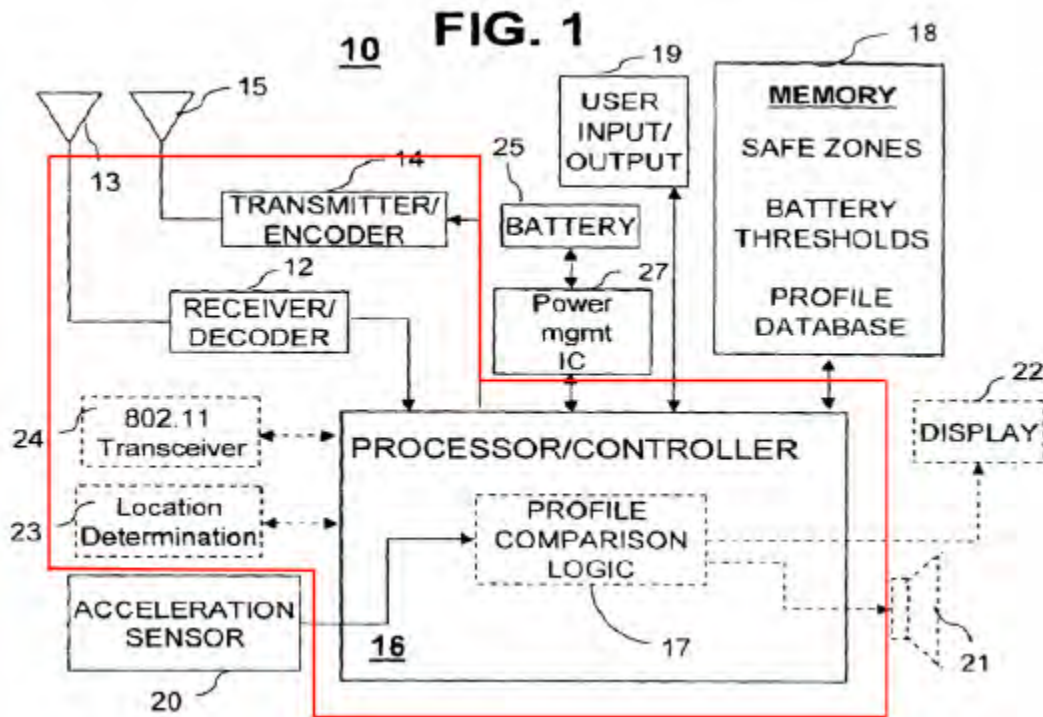 FIG. 1
10
18
19
15
USER
INPUT/
OUTPUT
MEMORY
SAFE ZONES
BATTERY
THRESHOLDS
PROFILE
DATABASE
13
14
25
TRANSMITTER/
ENCODER
BATTERY
12
27
RECEIVER/
DECODER
Power
mgmt
IC
22
24
802.11
Transceiver
PROCESSOR/CONTROLLER
DISPLAY
23
Location
Determination
PROFILE
COMPARISON
LOGIC
ACCELERATION
SENSOR
16
17
21
20